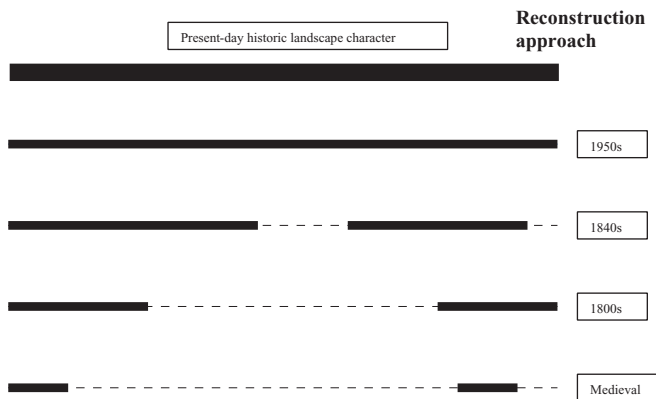 Reconstruction
approach
Present-day historic landscape character
1950s
1840s
1800s
Medieval